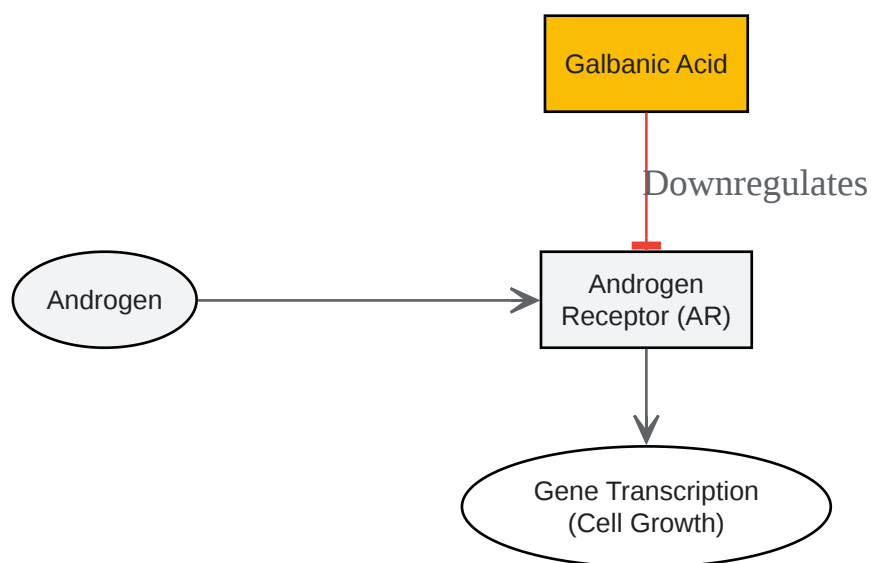 Galbanic Acid
Downregulates
Androgen
Androgen
Receptor (AR)
Gene Transcription
(Cell Growth)